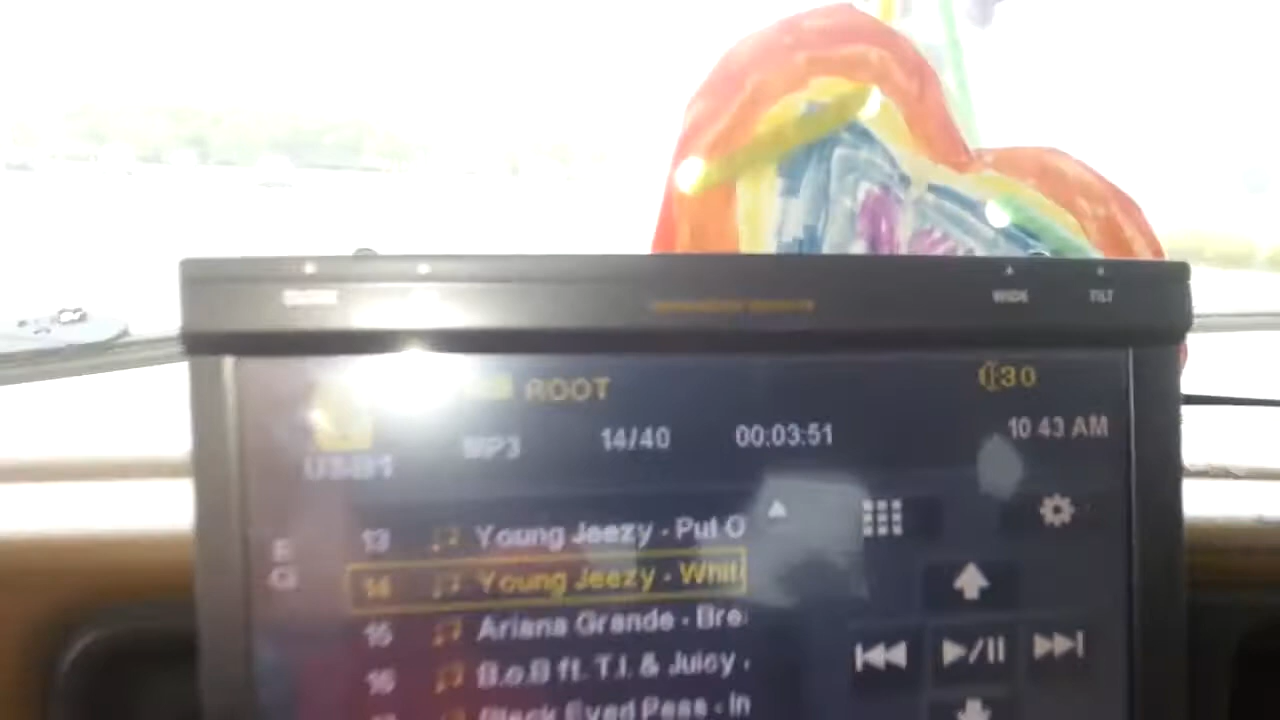 WIDE TILT
ROOT 30
USB1 MP3 14/40 00:03:51 10 43 AM
13 Young Jeezy - Put O
14 Young Jeezy - Whit
15 Ariana Grande - Bre
16 B.o.B ft. T.I. & Juicy
Black Eyed Peas - In